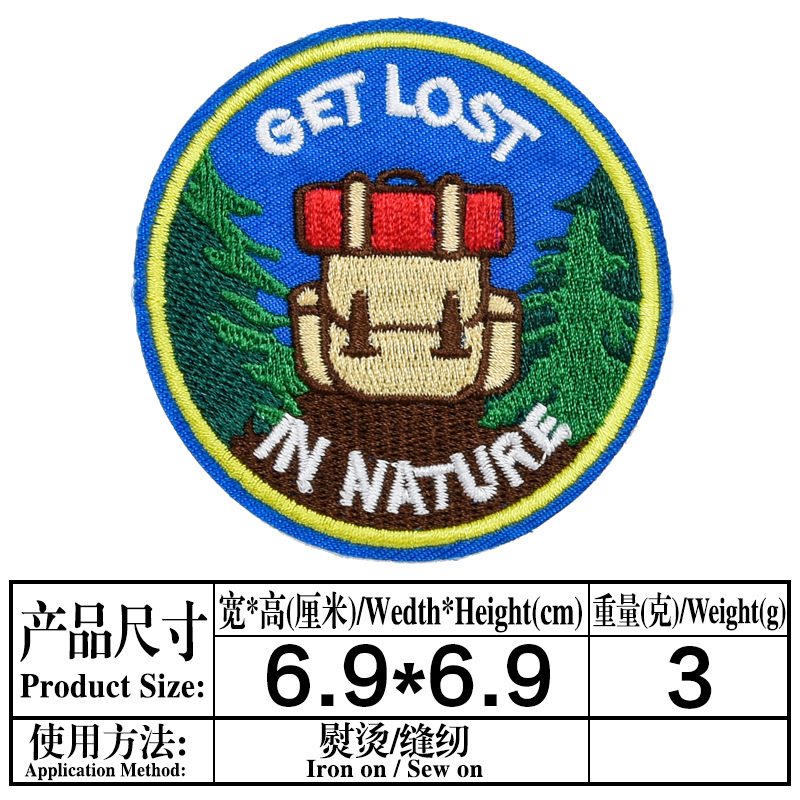 GET LOST
IN NATURE
产品尺寸
Product Size:
宽*高(厘米)/Wedth*Height(cm)
重量(克)/Weight(g)
6.9*6.9
3
使用方法:
Application Method:
熨烫/缝纫
Iron on / Sew on